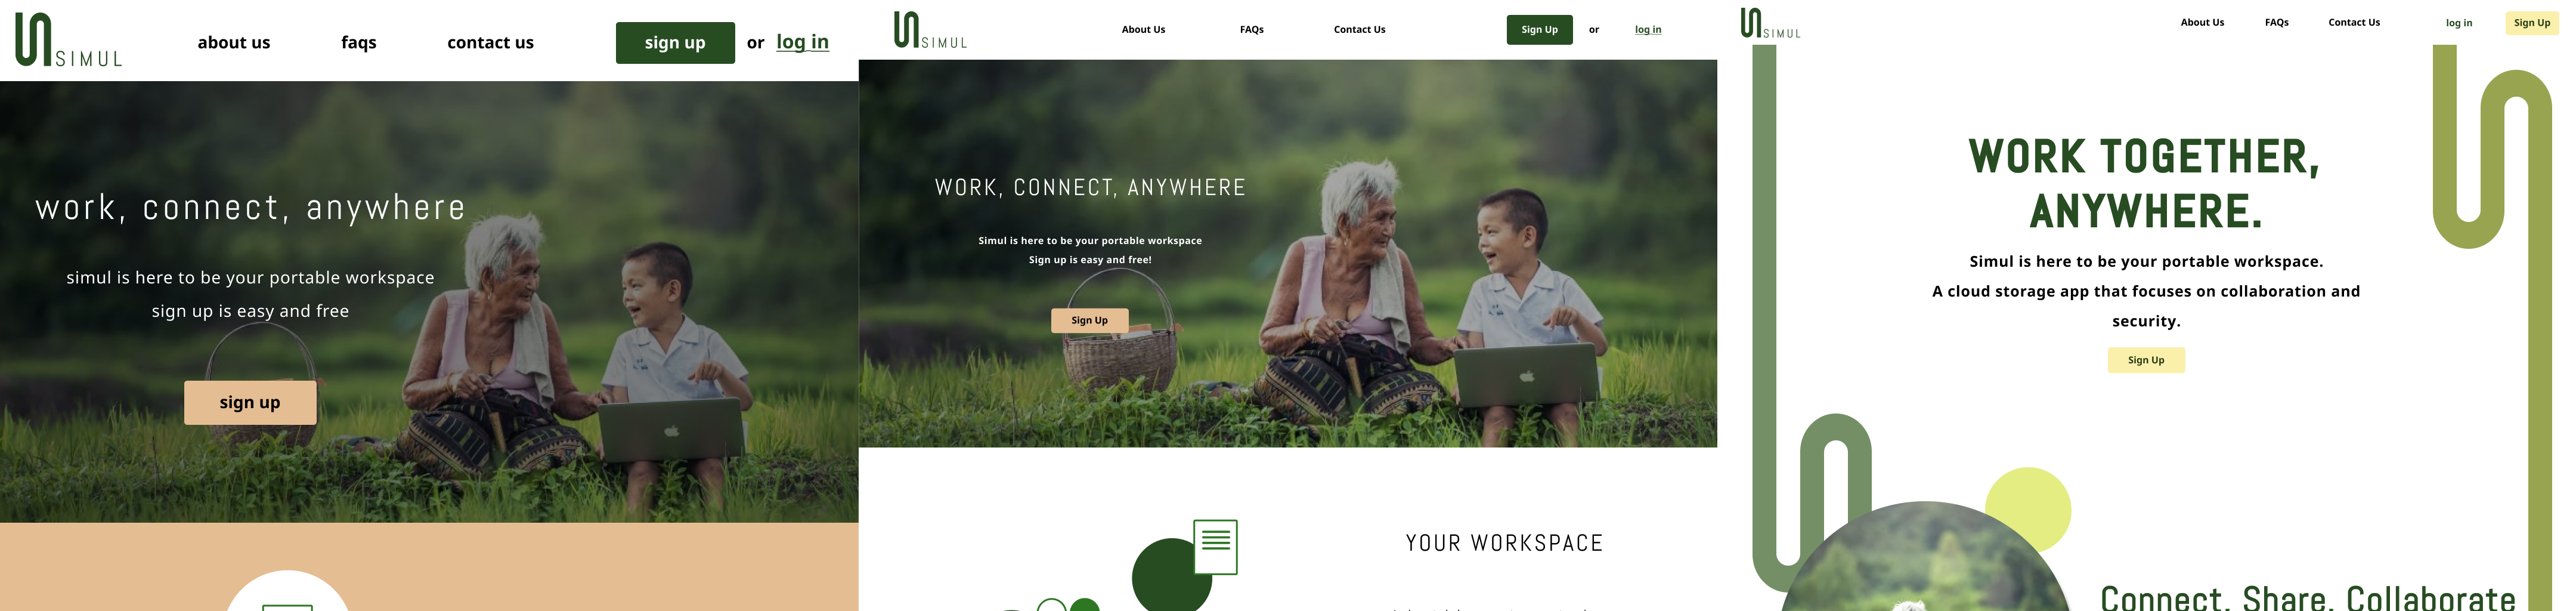 SIMUL
about us
faqs
contact us
sign up
or
log in
work, connect, anywhere
simul is here to be your portable workspace
sign up is easy and free
sign up
SIMUL
About Us
FAQs
Contact Us
Sign Up
or
log in
WORK, CONNECT, ANYWHERE
Simul is here to be your portable workspace
Sign up is easy and free!
Sign Up
YOUR WORKSPACE
SIMUL
About Us
FAQs
Contact Us
log in
Sign Up
WORK TOGETHER,
ANYWHERE.
Simul is here to be your portable workspace.
A cloud storage app that focuses on collaboration and
security.
Sign Up
Connect. Share. Collaborate